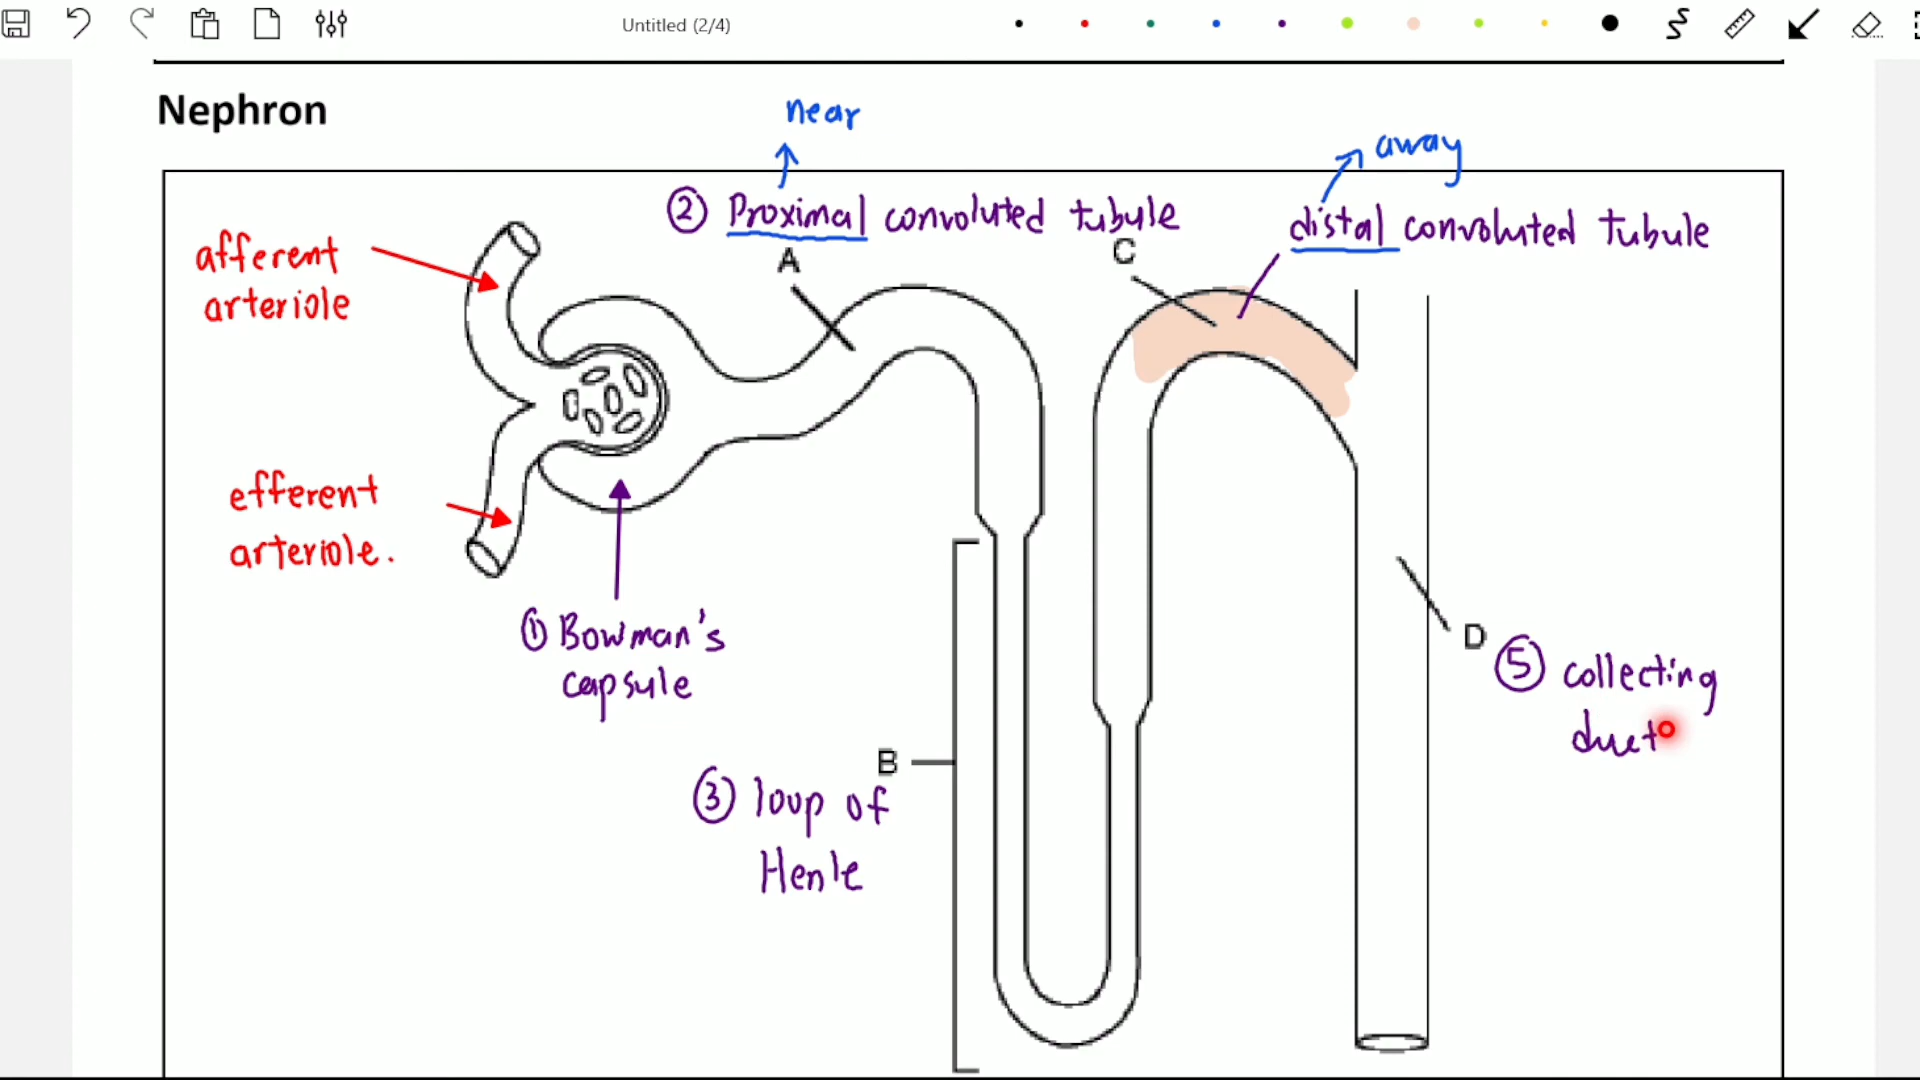 Untitled (2/4)
Nephron
near
away
② Proximal convoluted tubule
distal convoluted tubule
afferent
arteriole
A
C
efferent
arteriole.
① Bowman's
capsule
D
⑤ collecting
duct
B
③ loop of
Henle